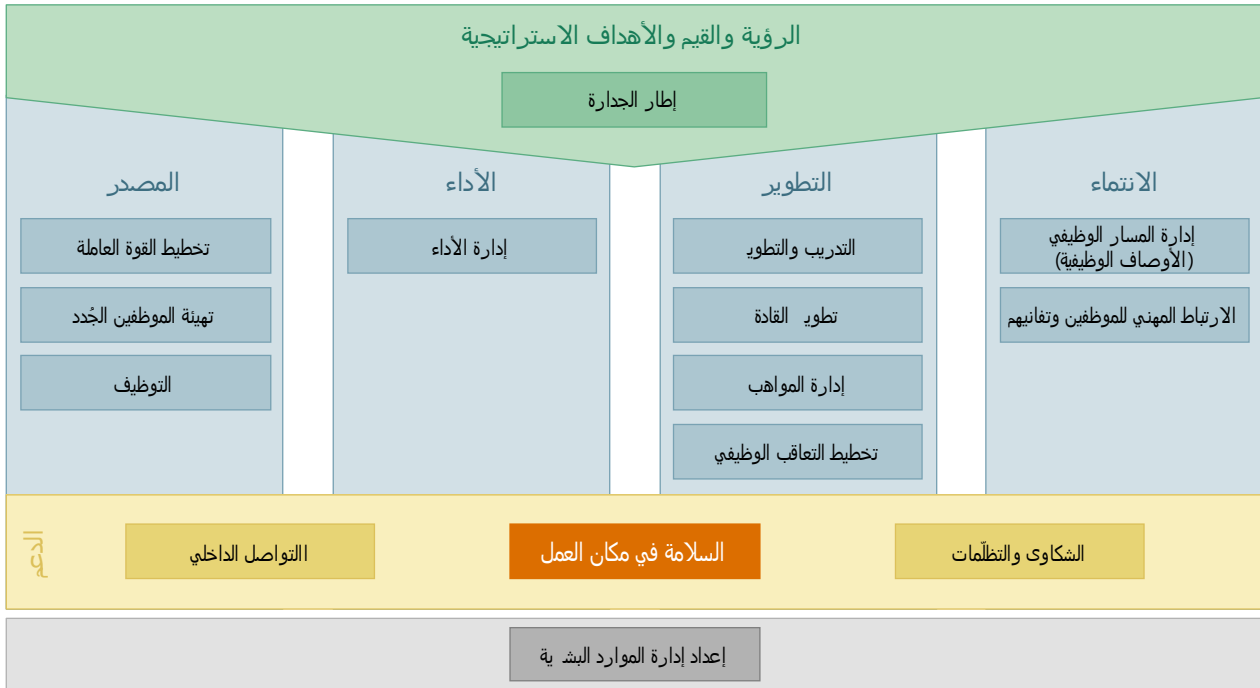 الرؤية والقيم والأهداف الاستراتيجية
إطار الجدارة
الانتماء
إدارة المسار الوظيفي
(الأوصاف الوظيفية)
الارتباط المهني للموظفين وتفانيهم
التطوير
التدريب والتطوير
تطوير القادة
إدارة المواهب
تخطيط التعاقب الوظيفي
الأداء
إدارة الأداء
المصدر
تخطيط القوة العاملة
تهيئة الموظفين الجُدد
التوظيف
الشكاوى والتظلّمات
السلامة في مكان العمل
االتواصل الداخلي
الدعم
إعداد إدارة الموارد البشرية